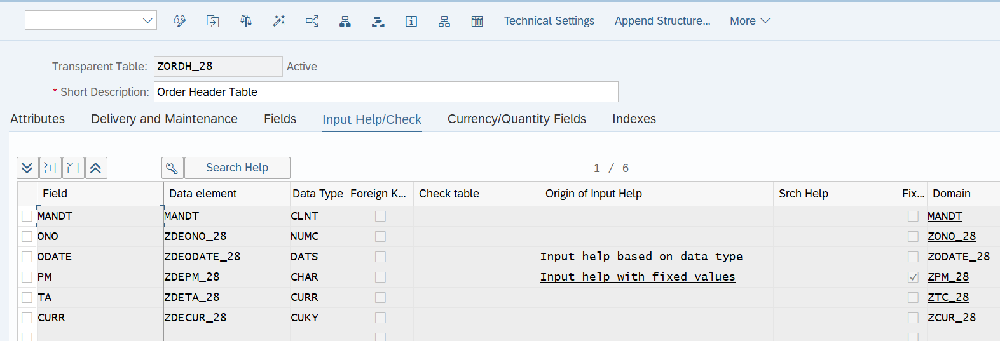 Technical Settings Append Structure... More
Transparent Table: ZORDH_28 Active
* Short Description: Order Header Table
Attributes Delivery and Maintenance Fields Input Help/Check Currency/Quantity Fields Indexes
Search Help 1 / 6
Field Data element Data Type Foreign K... Check table Origin of Input Help Srch Help Fix... Domain
MANDT MANDT CLNT MANDT
ONO ZDEONO_28 NUMC ZONO_28
ODATE ZDEODATE_28 DATS Input help based on data type ZODATE_28
PM ZDEPM_28 CHAR Input help with fixed values ZPM_28
TA ZDETA_28 CURR ZTC_28
CURR ZDECUR_28 CUKY ZCUR_28